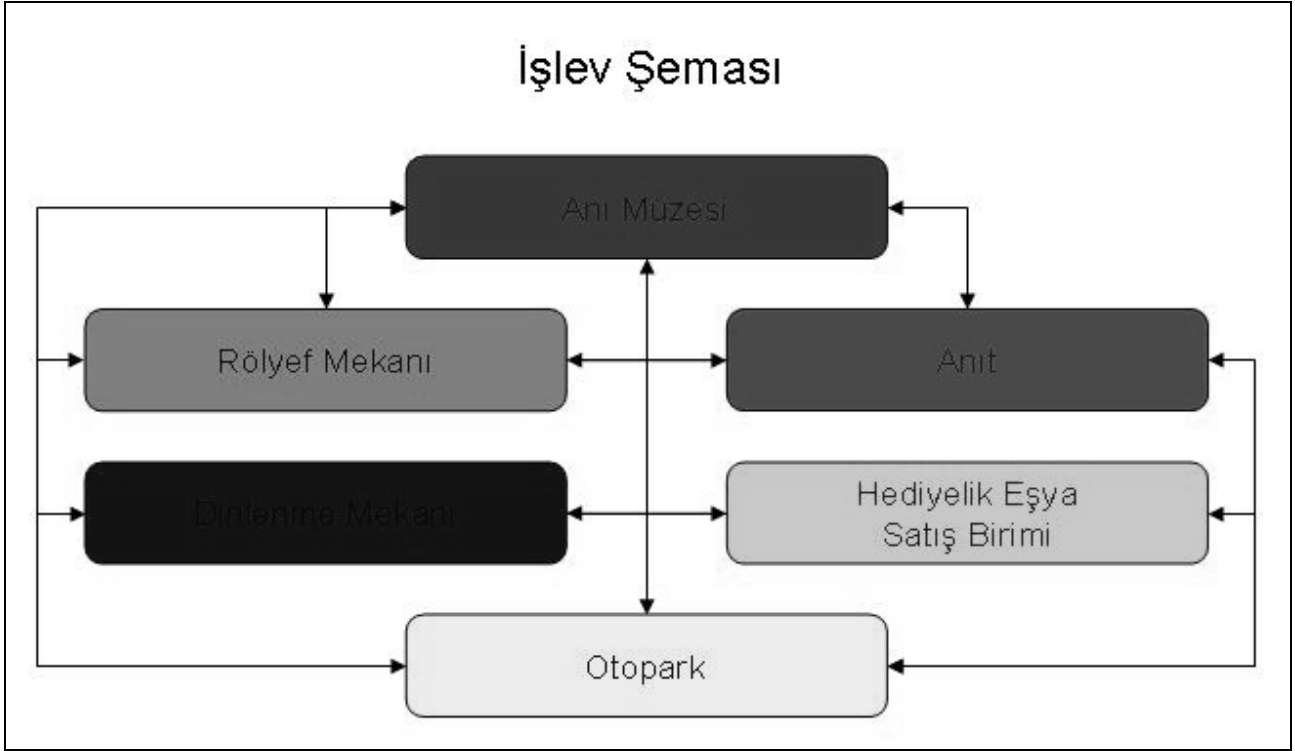 İşlev Şeması
Anı Müzesi
Rölyef Mekanı
Anıt
Dinlenme Mekanı
Hediyelik Eşya
Satış Birimi
Otopark